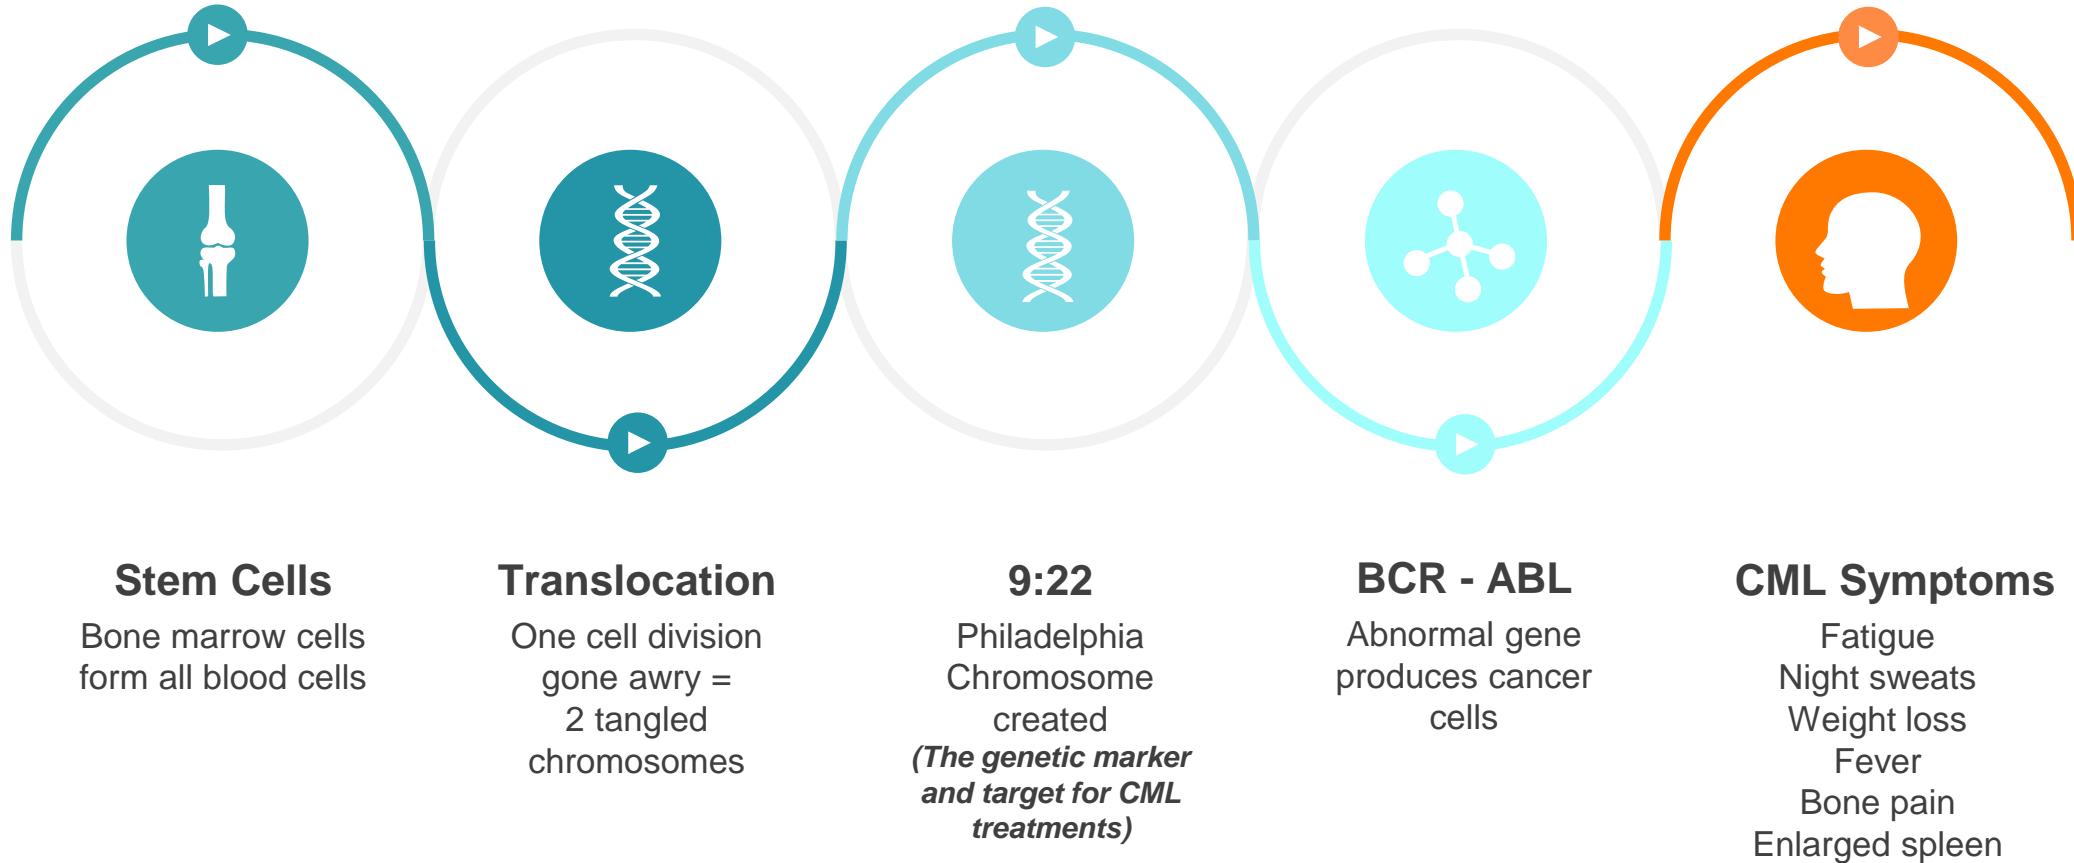 Stem Cells
Bone marrow cells
form all blood cells
Translocation
One cell division
gone awry =
2 tangled
chromosomes
9:22
Philadelphia
Chromosome
created
(The genetic marker
and target for CML
treatments)
BCR - ABL
Abnormal gene
produces cancer
cells
CML Symptoms
Fatigue
Night sweats
Weight loss
Fever
Bone pain
Enlarged spleen